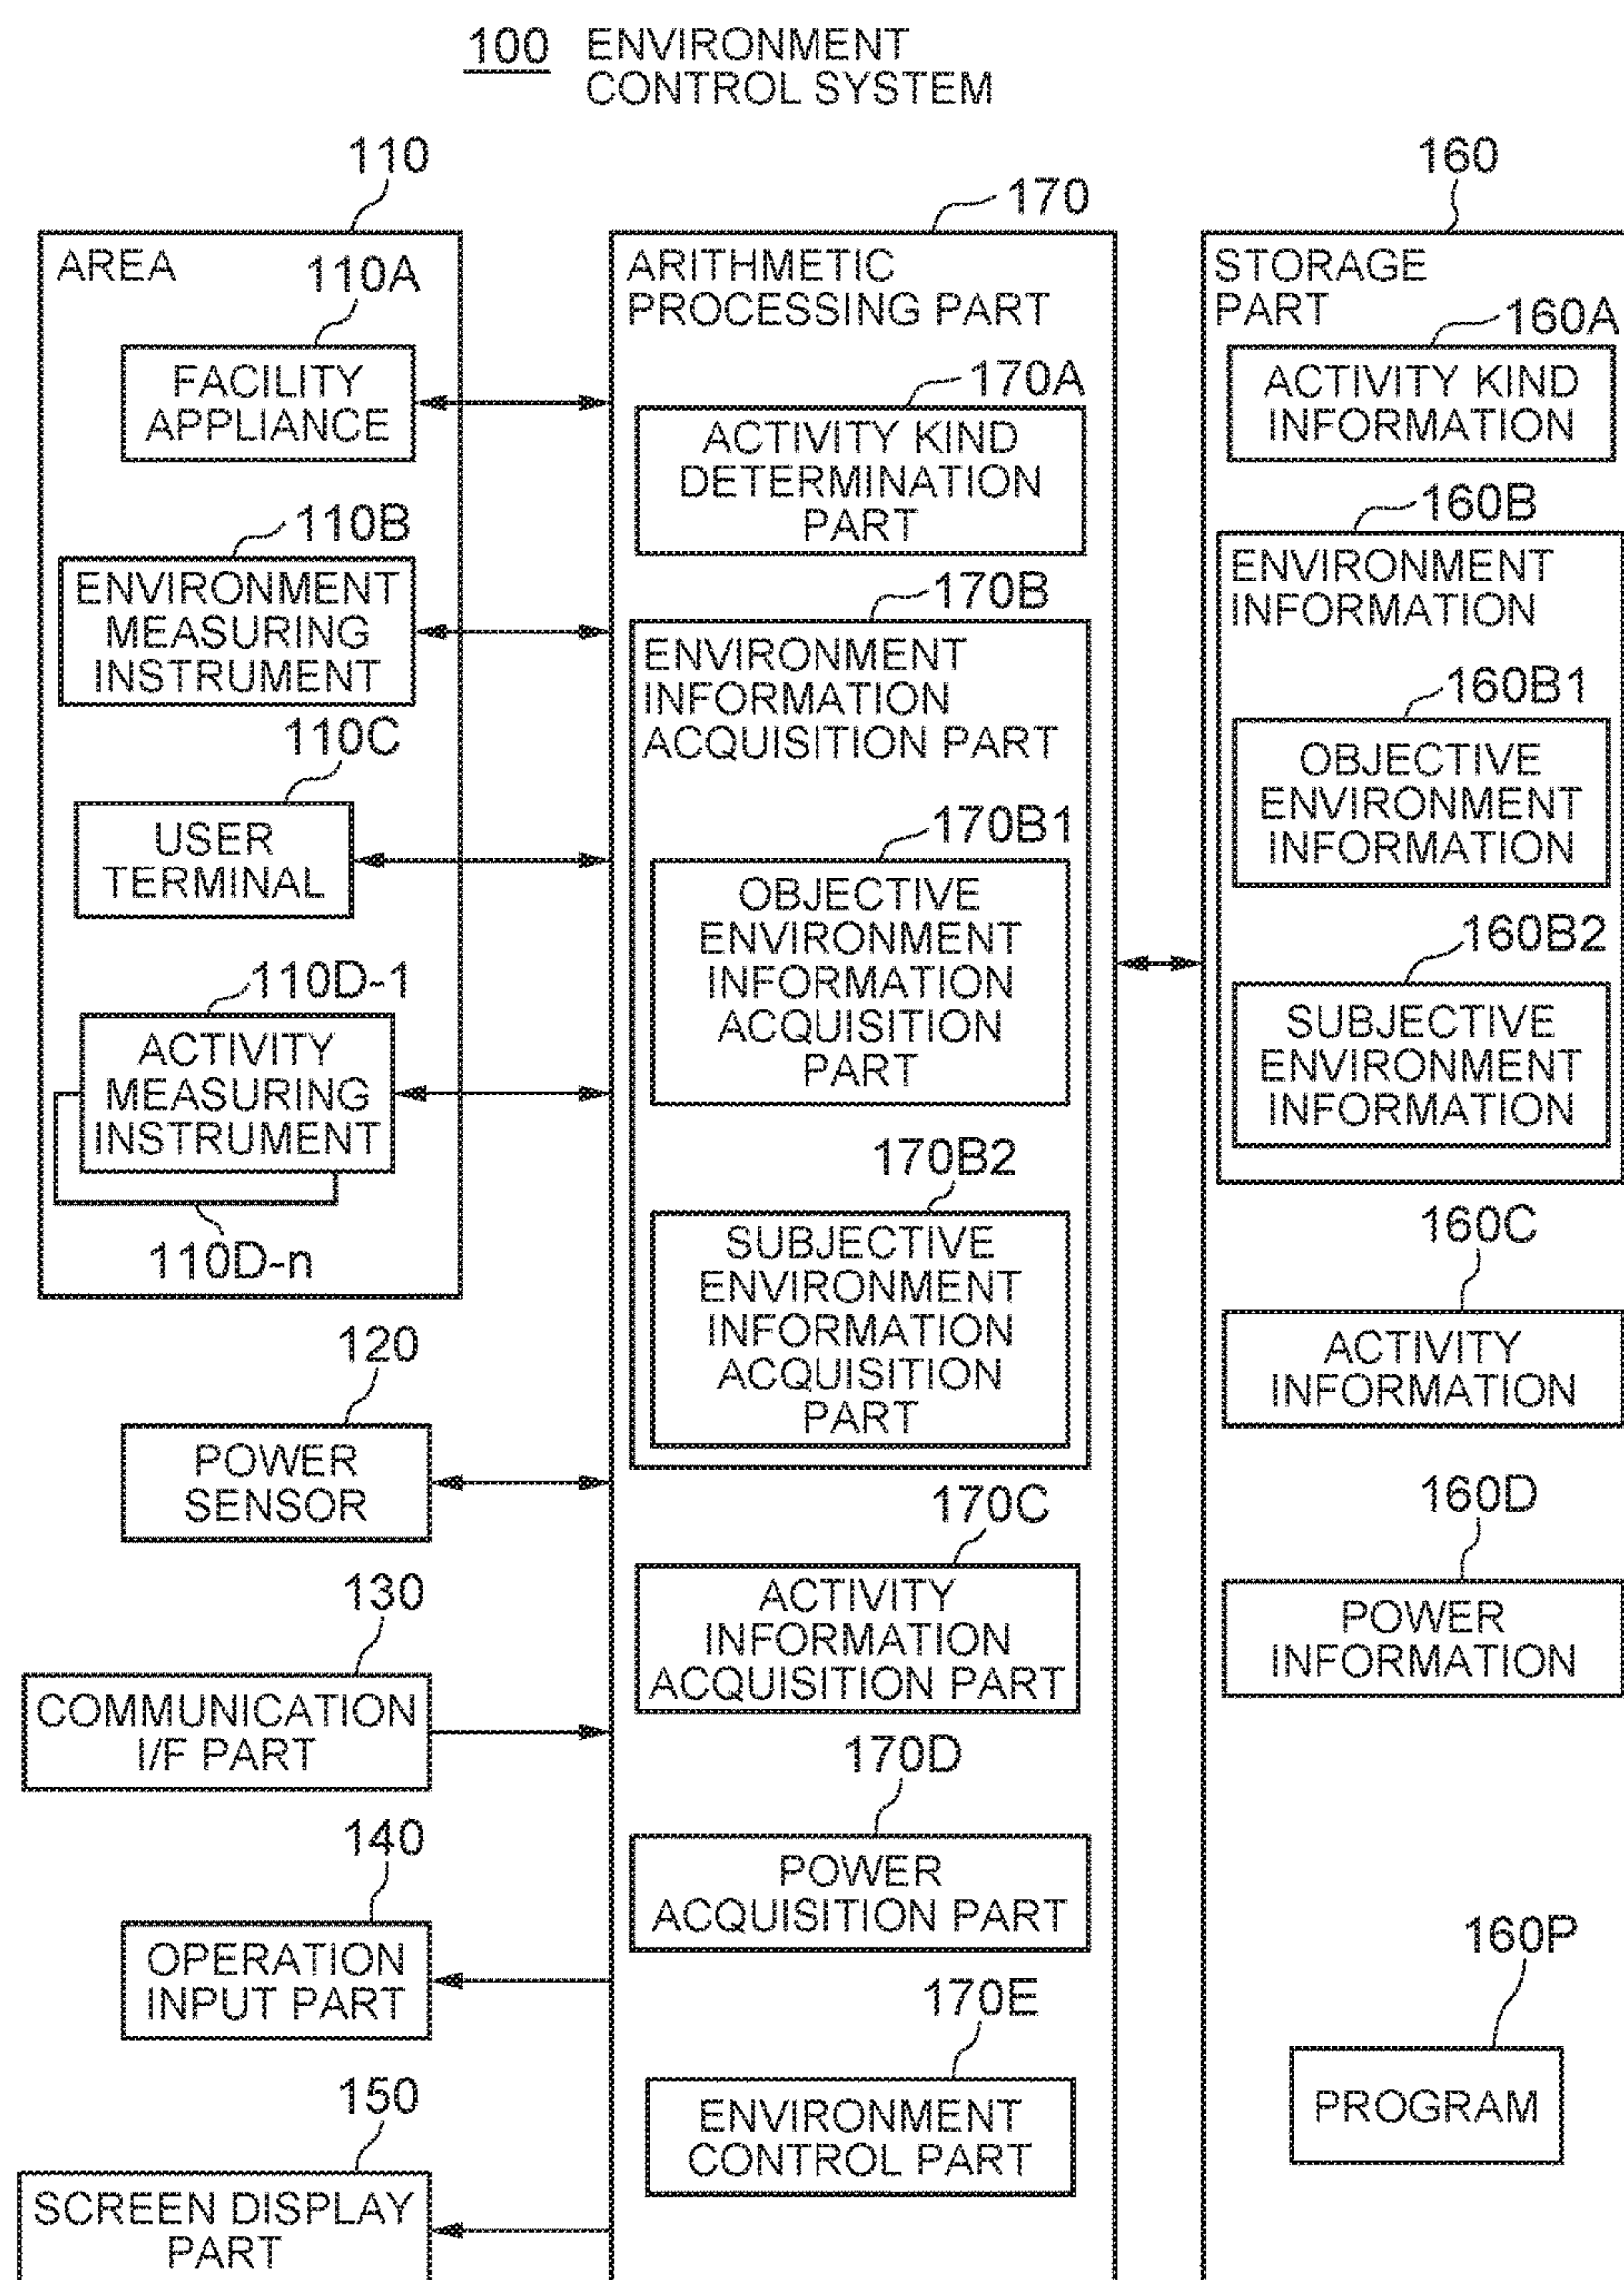 100 ENVIRONMENT
CONTROL SYSTEM
110
AREA
110A
FACILITY
APPLIANCE
110B
ENVIRONMENT
MEASURING
INSTRUMENT
110C
USER
TERMINAL
110D-1
ACTIVITY
MEASURING
INSTRUMENT
110D-n
120
POWER
SENSOR
130
COMMUNICATION
I/F PART
140
OPERATION
INPUT PART
150
SCREEN DISPLAY
PART
170
ARITHMETIC
PROCESSING PART
170A
ACTIVITY KIND
DETERMINATION
PART
170B
ENVIRONMENT
INFORMATION
ACQUISITION PART
170B1
OBJECTIVE
ENVIRONMENT
INFORMATION
ACQUISITION
PART
170B2
SUBJECTIVE
ENVIRONMENT
INFORMATION
ACQUISITION
PART
170C
ACTIVITY
INFORMATION
ACQUISITION PART
170D
POWER
ACQUISITION PART
170E
ENVIRONMENT
CONTROL PART
160
STORAGE
PART
160A
ACTIVITY KIND
INFORMATION
160B
ENVIRONMENT
INFORMATION
160B1
OBJECTIVE
ENVIRONMENT
INFORMATION
160B2
SUBJECTIVE
ENVIRONMENT
INFORMATION
160C
ACTIVITY
INFORMATION
160D
POWER
INFORMATION
160P
PROGRAM